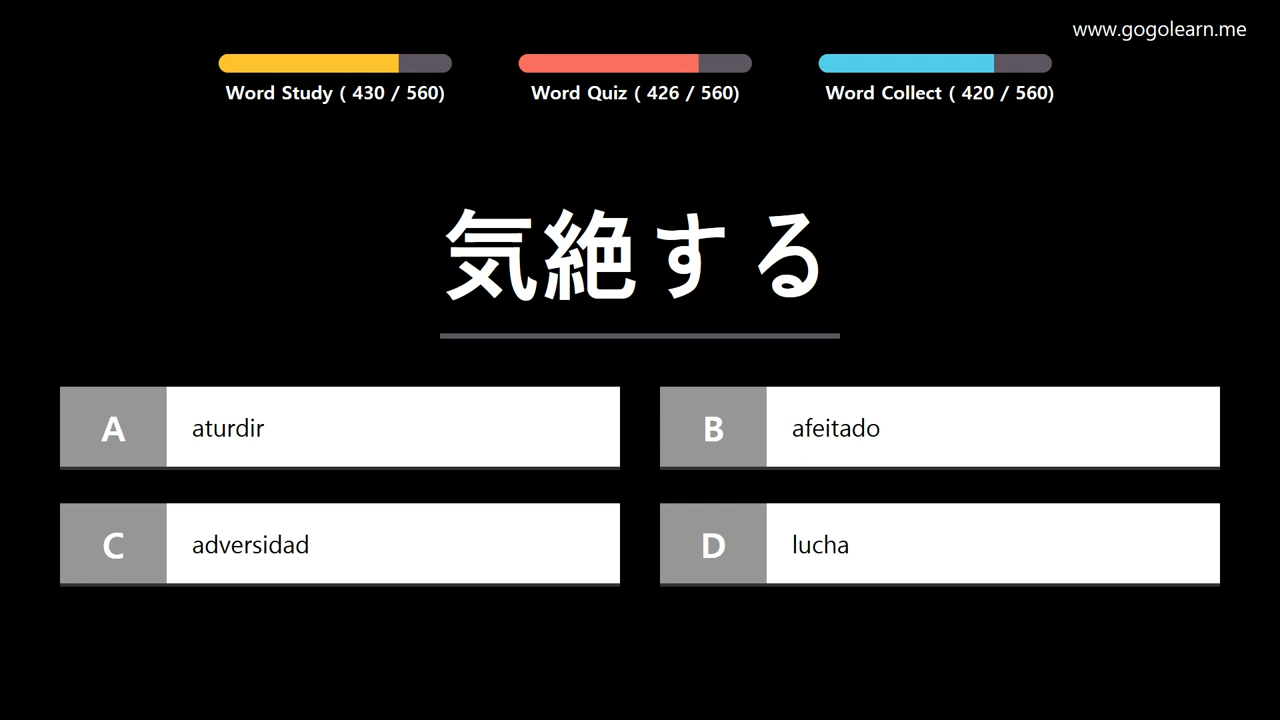 www.gogolearn.me
Word Study ( 430 / 560)
Word Quiz ( 426 / 560)
Word Collect ( 420 / 560)
気絶する
A aturdir
B afeitado
C adversidad
D lucha